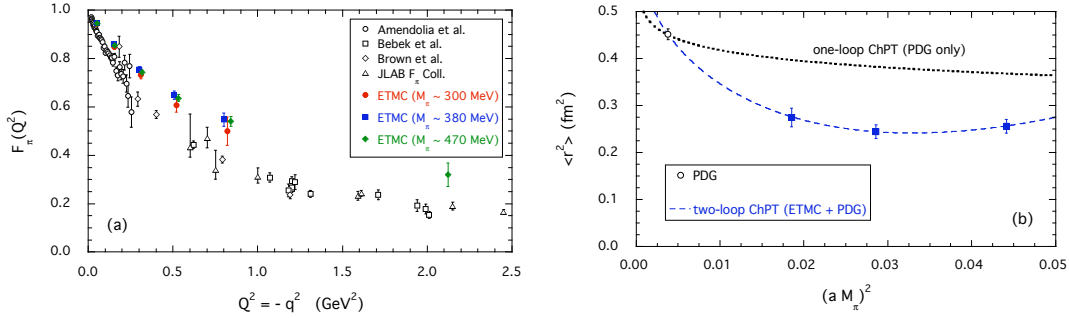 1.0
0.8
0.6
0.4
0.2
0.0
F_π(Q²)
Amendolia et al.
Bebek et al.
Brown et al.
JLAB F_π Coll.
ETMC (M_π ~ 300 MeV)
ETMC (M_π ~ 380 MeV)
ETMC (M_π ~ 470 MeV)
(a)
0.0 0.5 1.0 1.5 2.0 2.5
Q² = - q² (GeV²)
0.5
0.4
0.3
0.2
0.1
0.0
<r²> (fm²)
one-loop ChPT (PDG only)
PDG
two-loop ChPT (ETMC + PDG)
(b)
0.00 0.01 0.02 0.03 0.04 0.05
(a M_π)²